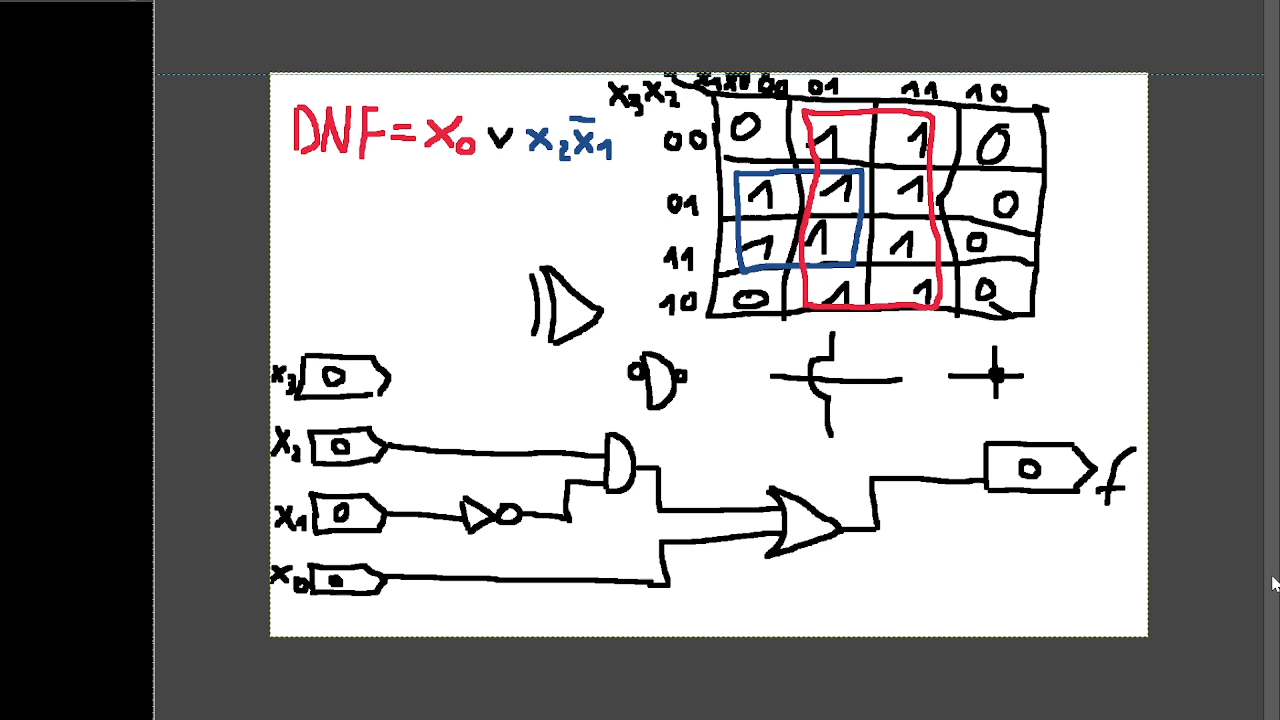 DNF = x₀ ∨ x₂x̄₁
x₃x₂ 01 11 10
00 0 1 1 0
01 1 1 1 0
11 1 1 1 0
10 0 1 1 0
x₃ 0
x₂ 0
x₁ 0
x₀ 0
0 f